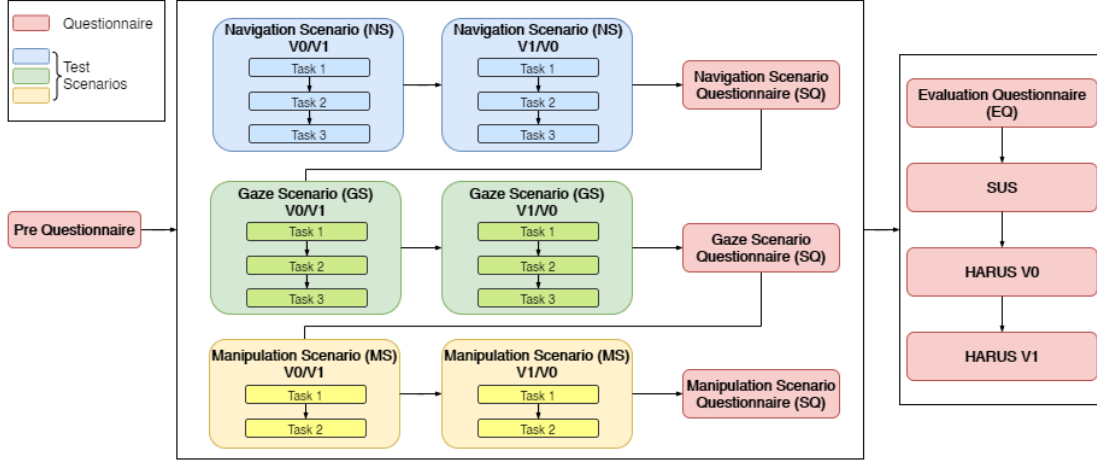 Questionnaire
Test
Scenarios
Pre Questionnaire
Navigation Scenario (NS)
V0/V1
Task 1
Task 2
Task 3
Navigation Scenario (NS)
V1/V0
Task 1
Task 2
Task 3
Navigation Scenario
Questionnaire (SQ)
Gaze Scenario (GS)
V0/V1
Task 1
Task 2
Task 3
Gaze Scenario (GS)
V1/V0
Task 1
Task 2
Task 3
Gaze Scenario
Questionnaire (SQ)
Manipulation Scenario (MS)
V0/V1
Task 1
Task 2
Manipulation Scenario (MS)
V1/V0
Task 1
Task 2
Manipulation Scenario
Questionnaire (SQ)
Evaluation Questionnaire
(EQ)
SUS
HARUS V0
HARUS V1